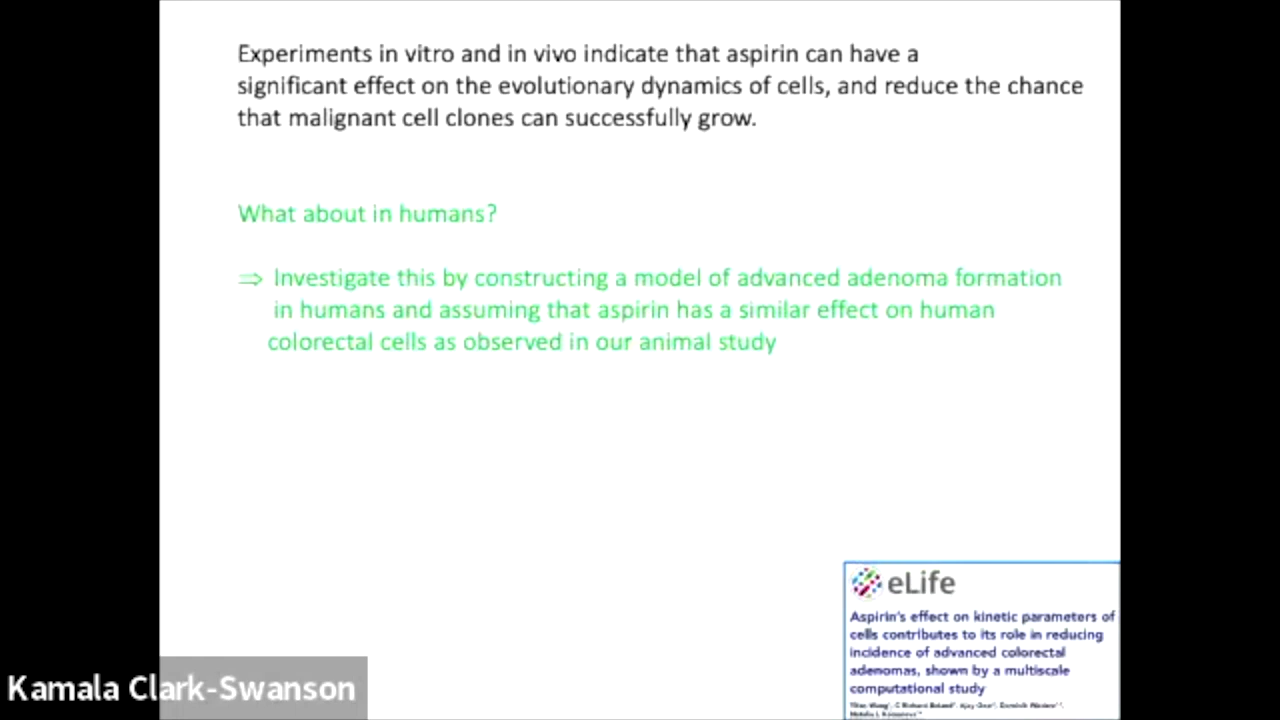 Experiments in vitro and in vivo indicate that aspirin can have a
significant effect on the evolutionary dynamics of cells, and reduce the chance
that malignant cell clones can successfully grow.
What about in humans?
⇒ Investigate this by constructing a model of advanced adenoma formation
in humans and assuming that aspirin has a similar effect on human
colorectal cells as observed in our animal study
eLife
Aspirin's effect on kinetic parameters of
cells contributes to its role in reducing
incidence of advanced colorectal
adenomas, shown by a multiscale
computational study
Kamala Clark-Swanson